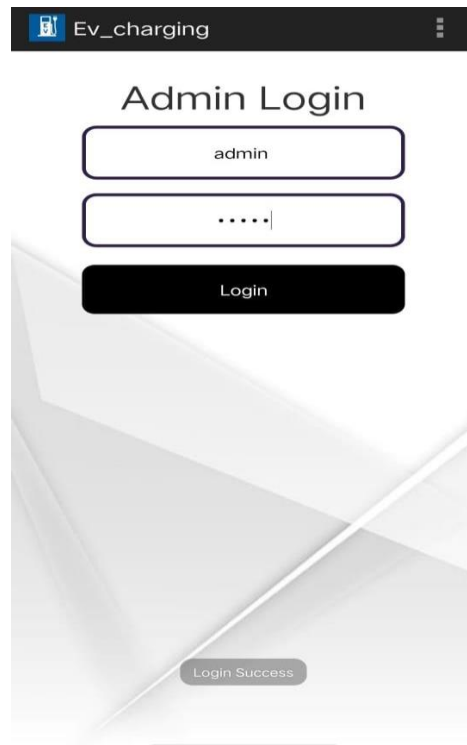 Ev_charging
Admin Login
admin
•••••
Login
Login Success